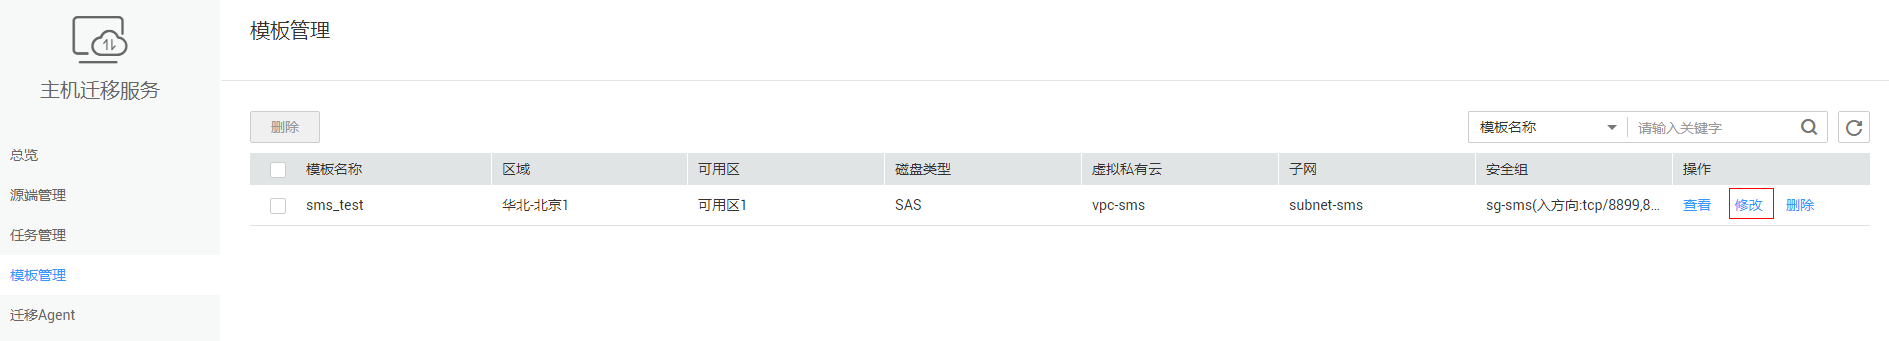 主机迁移服务
总览
源端管理
任务管理
模板管理
迁移Agent
模板管理
删除
模板名称 请输入关键字
模板名称 区域 可用区 磁盘类型 虚拟私有云 子网 安全组 操作
sms_test 华北-北京1 可用区1 SAS vpc-sms subnet-sms sg-sms(入方向:tcp/8899,8... 查看 修改 删除